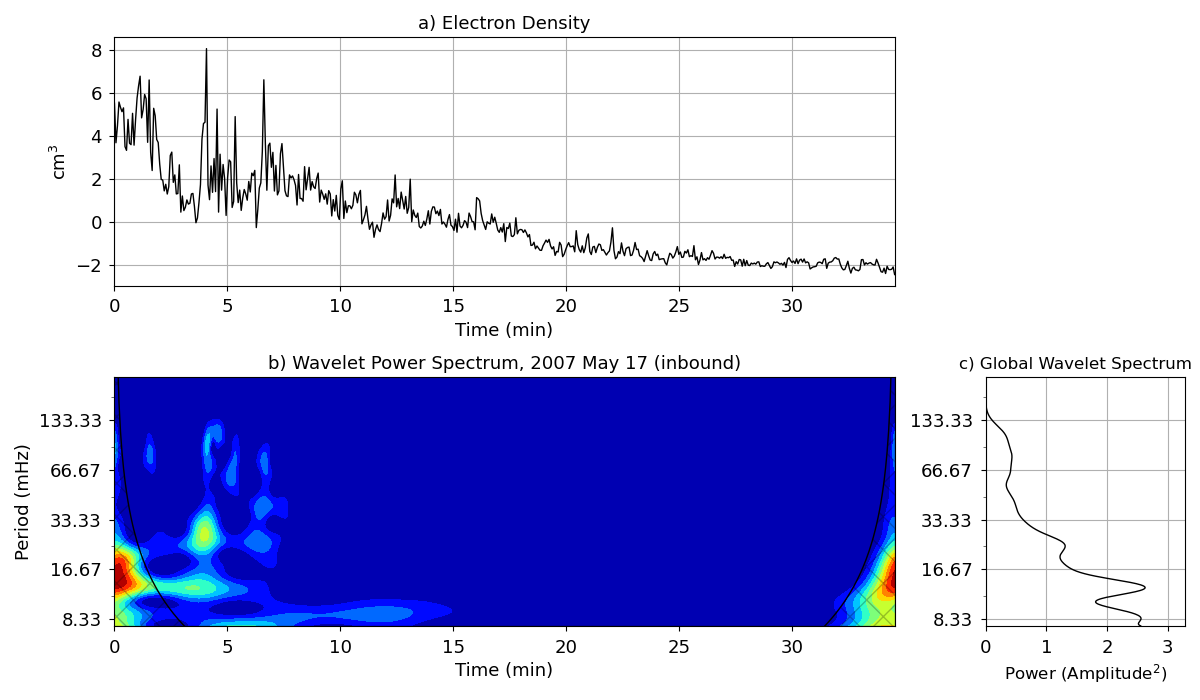 a) Electron Density
8
6
4
2
0
−2
cm³
0 5 10 15 20 25 30
Time (min)
b) Wavelet Power Spectrum, 2007 May 17 (inbound)
133.33
66.67
33.33
16.67
8.33
Period (mHz)
0 5 10 15 20 25 30
Time (min)
c) Global Wavelet Spectrum
133.33
66.67
33.33
16.67
8.33
0 1 2 3
Power (Amplitude²)